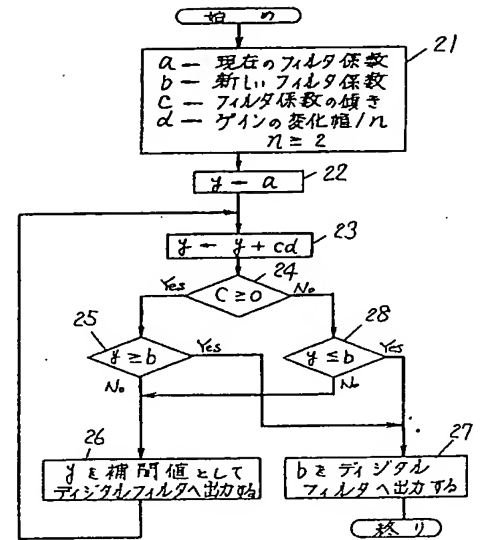 始め
21
a ← 現在のフィルタ係数
b ← 新しいフィルタ係数
c ← フィルタ係数の傾き
d ← ゲインの変化幅/n
n ≧ 2
22
y ← a
23
y ← y + cd
24
Yes
C ≥ 0
No
25
y ≥ b
Yes
No
28
y ≤ b
Yes
No
26
yを補間値として
ディジタルフィルタへ出力する
27
bをディジタル
フィルタへ出力する
終り